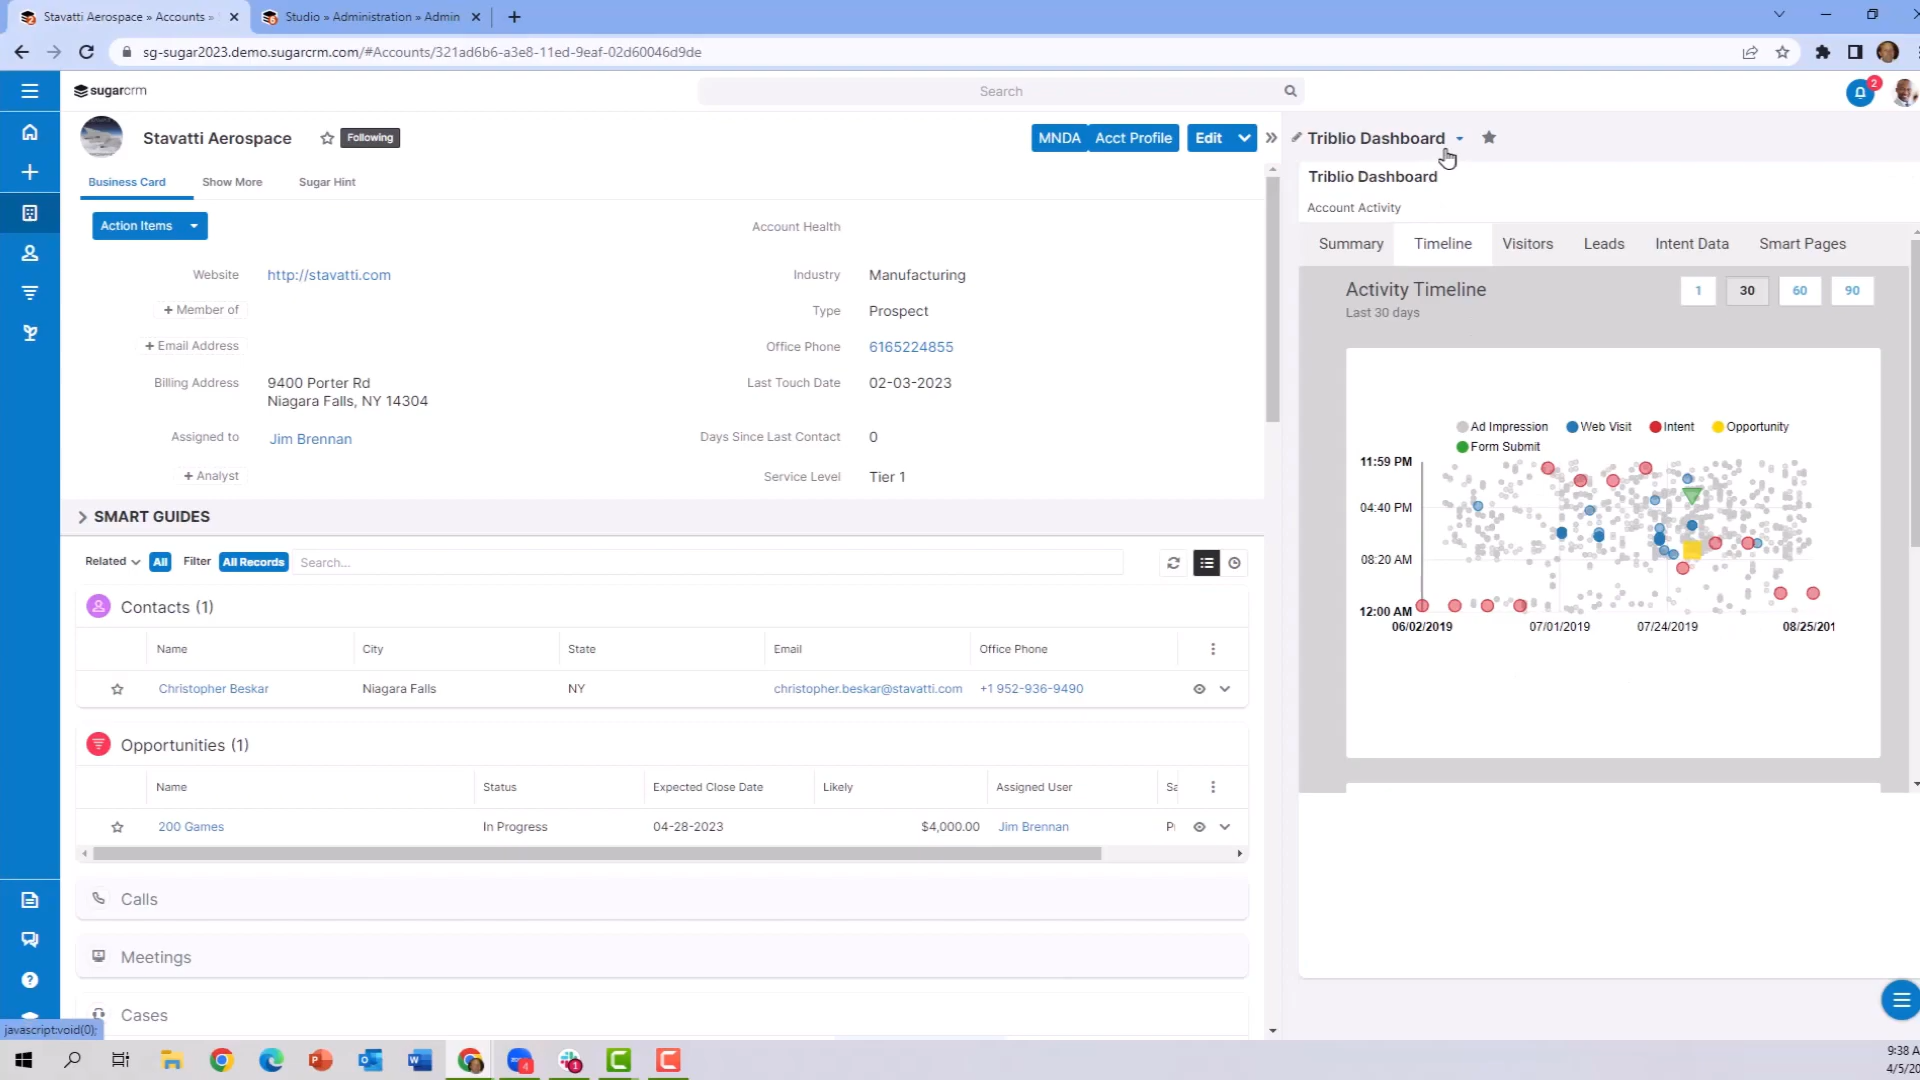 Stavatti Aerospace » Accounts »
Studio » Administration » Admin
sg-sugar2023.demo.sugarcrm.com/#Accounts/321ad6b6-a3e8-11ed-9eaf-02d60046d9de
sugarcrm
Search
2
Stavatti Aerospace
Following
MNDA
Acct Profile
Edit
Triblio Dashboard
Business Card
Show More
Sugar Hint
Action Items
Account Health
Website
http://stavatti.com
Industry
Manufacturing
+ Member of
Type
Prospect
+ Email Address
Office Phone
6165224855
Billing Address
9400 Porter Rd
Niagara Falls, NY 14304
Last Touch Date
02-03-2023
Assigned to
Jim Brennan
Days Since Last Contact
0
+ Analyst
Service Level
Tier 1
SMART GUIDES
Related
All
Filter
All Records
Search...
Contacts (1)
Name
City
State
Email
Office Phone
Christopher Beskar
Niagara Falls
NY
christopher.beskar@stavatti.com
+1 952-936-9490
Opportunities (1)
Name
Status
Expected Close Date
Likely
Assigned User
Sa
200 Games
In Progress
04-28-2023
$4,000.00
Jim Brennan
Calls
Meetings
Cases
Triblio Dashboard
Account Activity
Summary
Timeline
Visitors
Leads
Intent Data
Smart Pages
Activity Timeline
Last 30 days
1
30
60
90
Ad Impression
Web Visit
Intent
Opportunity
Form Submit
11:59 PM
04:40 PM
08:20 AM
12:00 AM
06/02/2019
07/01/2019
07/24/2019
08/25/201
javascript:void(0);
4
1
9:38 A
4/5/20